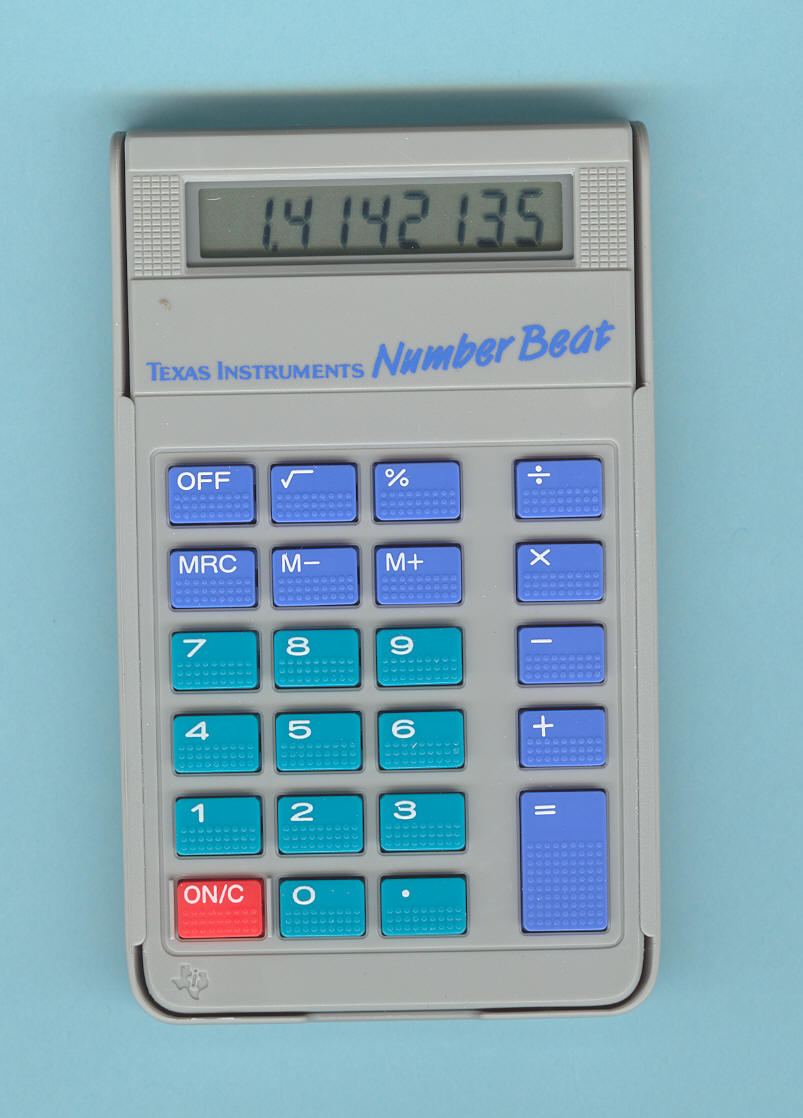 1.4142135
TEXAS INSTRUMENTS Number Beat
OFF √ % ÷
MRC M− M+ ×
7 8 9 −
4 5 6 +
1 2 3 =
ON/C 0 .